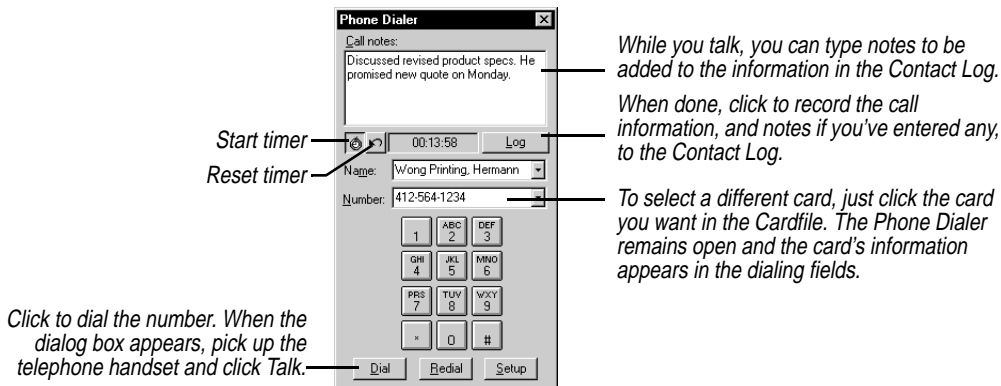 Phone Dialer
Call notes:
Discussed revised product specs. He
promised new quote on Monday.
00:13:58
Log
Name:
Wong Printing, Hermann
Number:
412-564-1234
1
ABC
2
DEF
3
GHI
4
JKL
5
MNO
6
PRS
7
TUV
8
WXY
9
*
0
#
Dial
Redial
Setup
Start timer
Reset timer
Click to dial the number. When the
dialog box appears, pick up the
telephone handset and click Talk.
While you talk, you can type notes to be
added to the information in the Contact Log.
When done, click to record the call
information, and notes if you've entered any,
to the Contact Log.
To select a different card, just click the card
you want in the Cardfile. The Phone Dialer
remains open and the card's information
appears in the dialing fields.